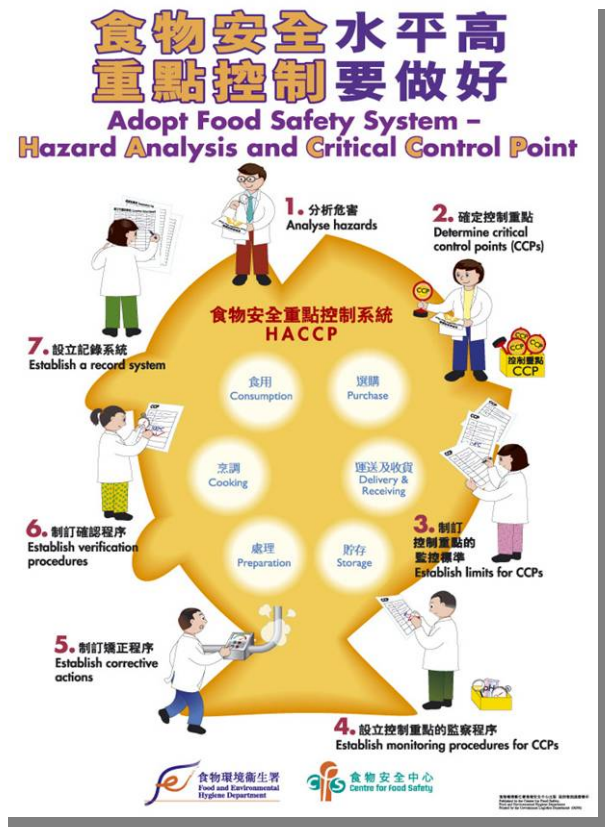 食物安全水平高
重點控制要做好
Adopt Food Safety System –
Hazard Analysis and Critical Control Point
1. 分析危害
Analyse hazards
2. 確定控制重點
Determine critical
control points (CCPs)
CCP
CCP
CCP
CCP
控制重點
CCP
食物安全重點控制系統
HACCP
食用
Consumption
選購
Purchase
烹調
Cooking
運送及收貨
Delivery &
Receiving
處理
Preparation
貯存
Storage
3. 制訂
控制重點的
監控標準
Establish limits for CCPs
4. 設立控制重點的監察程序
Establish monitoring procedures for CCPs
5. 制訂矯正程序
Establish corrective
actions
6. 制訂確認程序
Establish verification
procedures
7. 設立記錄系統
Establish a record system
食物環境衞生署
Food and Environmental
Hygiene Department
cfs
食物安全中心
Centre for Food Safety